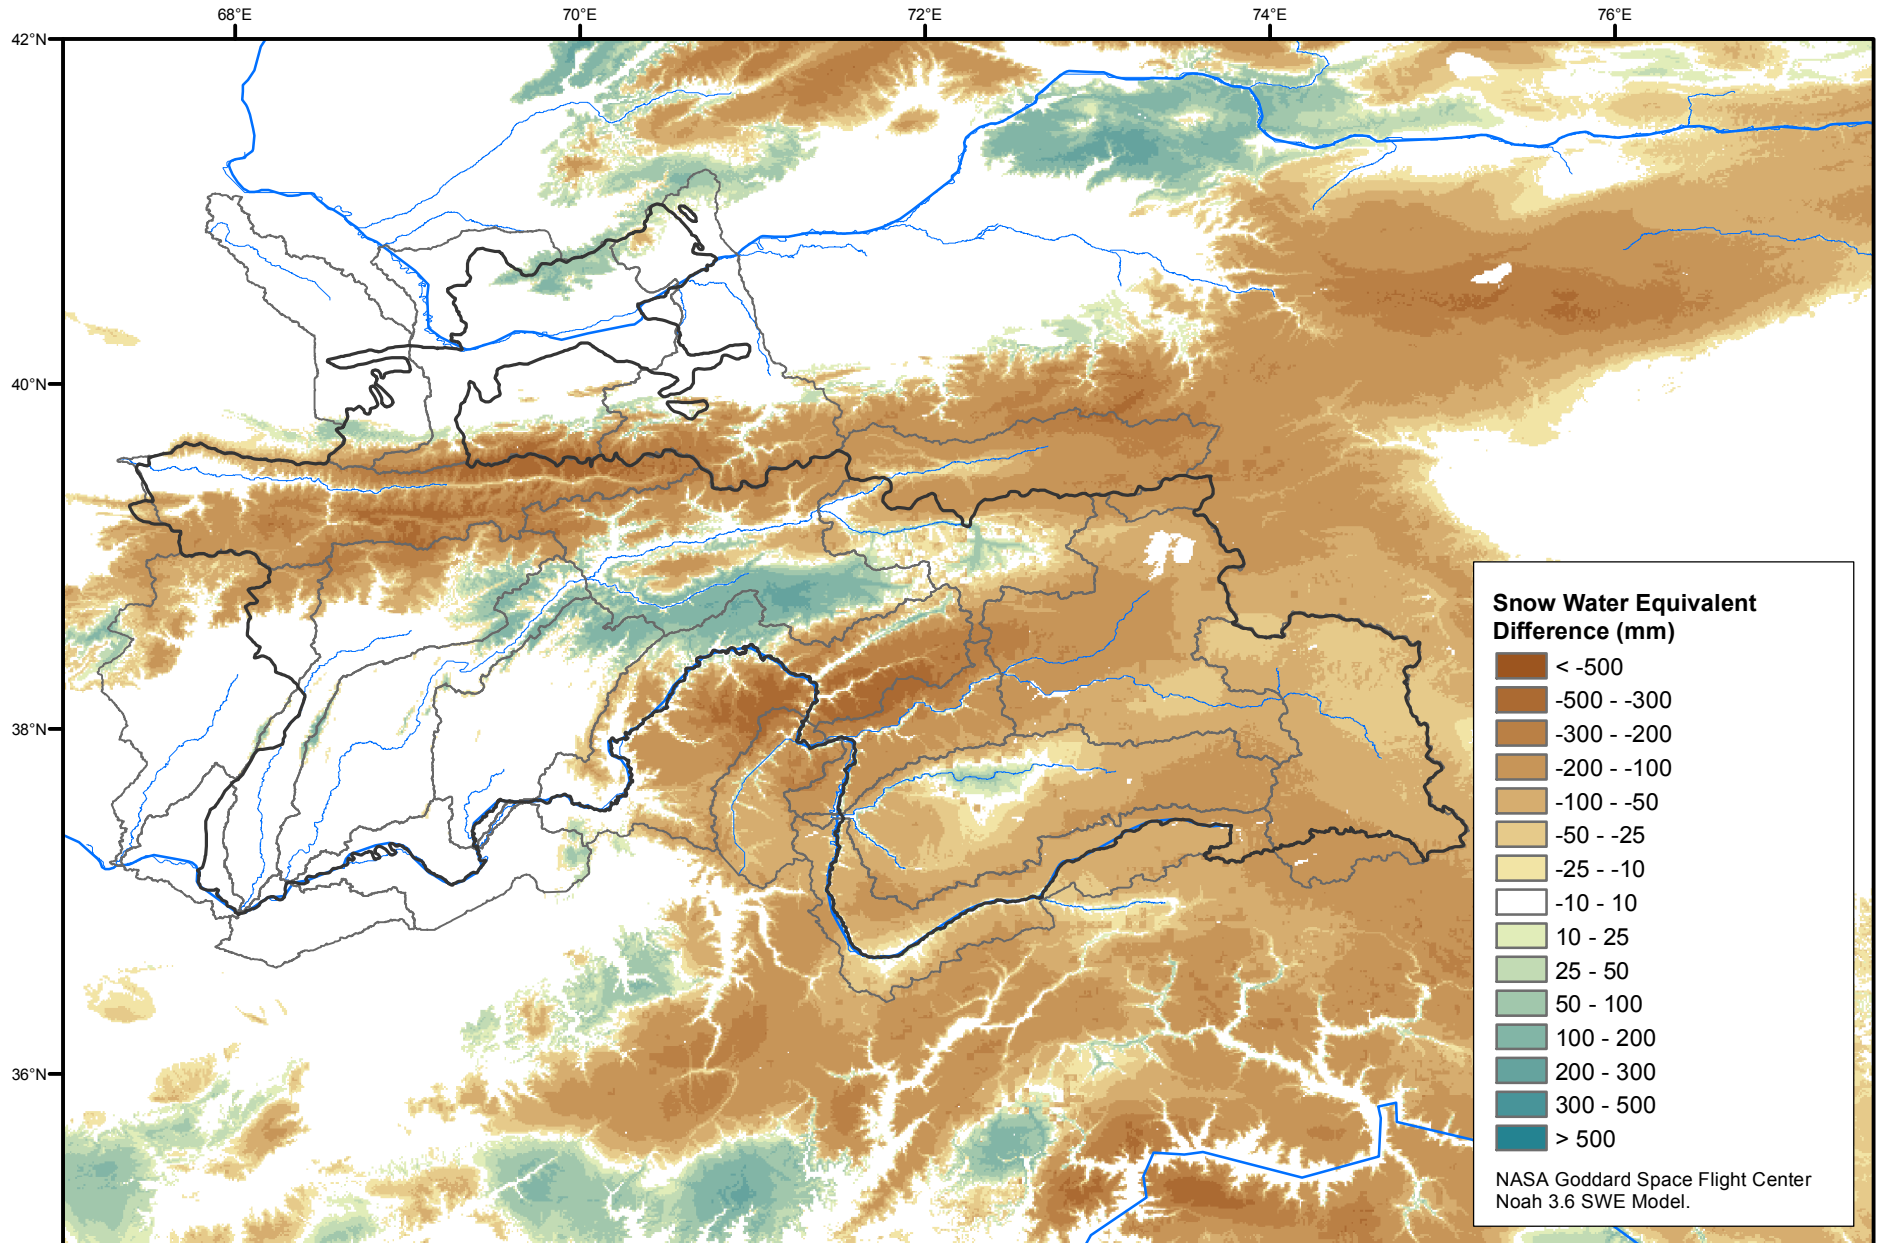 68°E 70°E 72°E 74°E 76°E
42°N
40°N
38°N
36°N
Snow Water Equivalent
Difference (mm)
< -500
-500 - -300
-300 - -200
-200 - -100
-100 - -50
-50 - -25
-25 - -10
-10 - 10
10 - 25
25 - 50
50 - 100
100 - 200
200 - 300
300 - 500
> 500
NASA Goddard Space Flight Center
Noah 3.6 SWE Model.